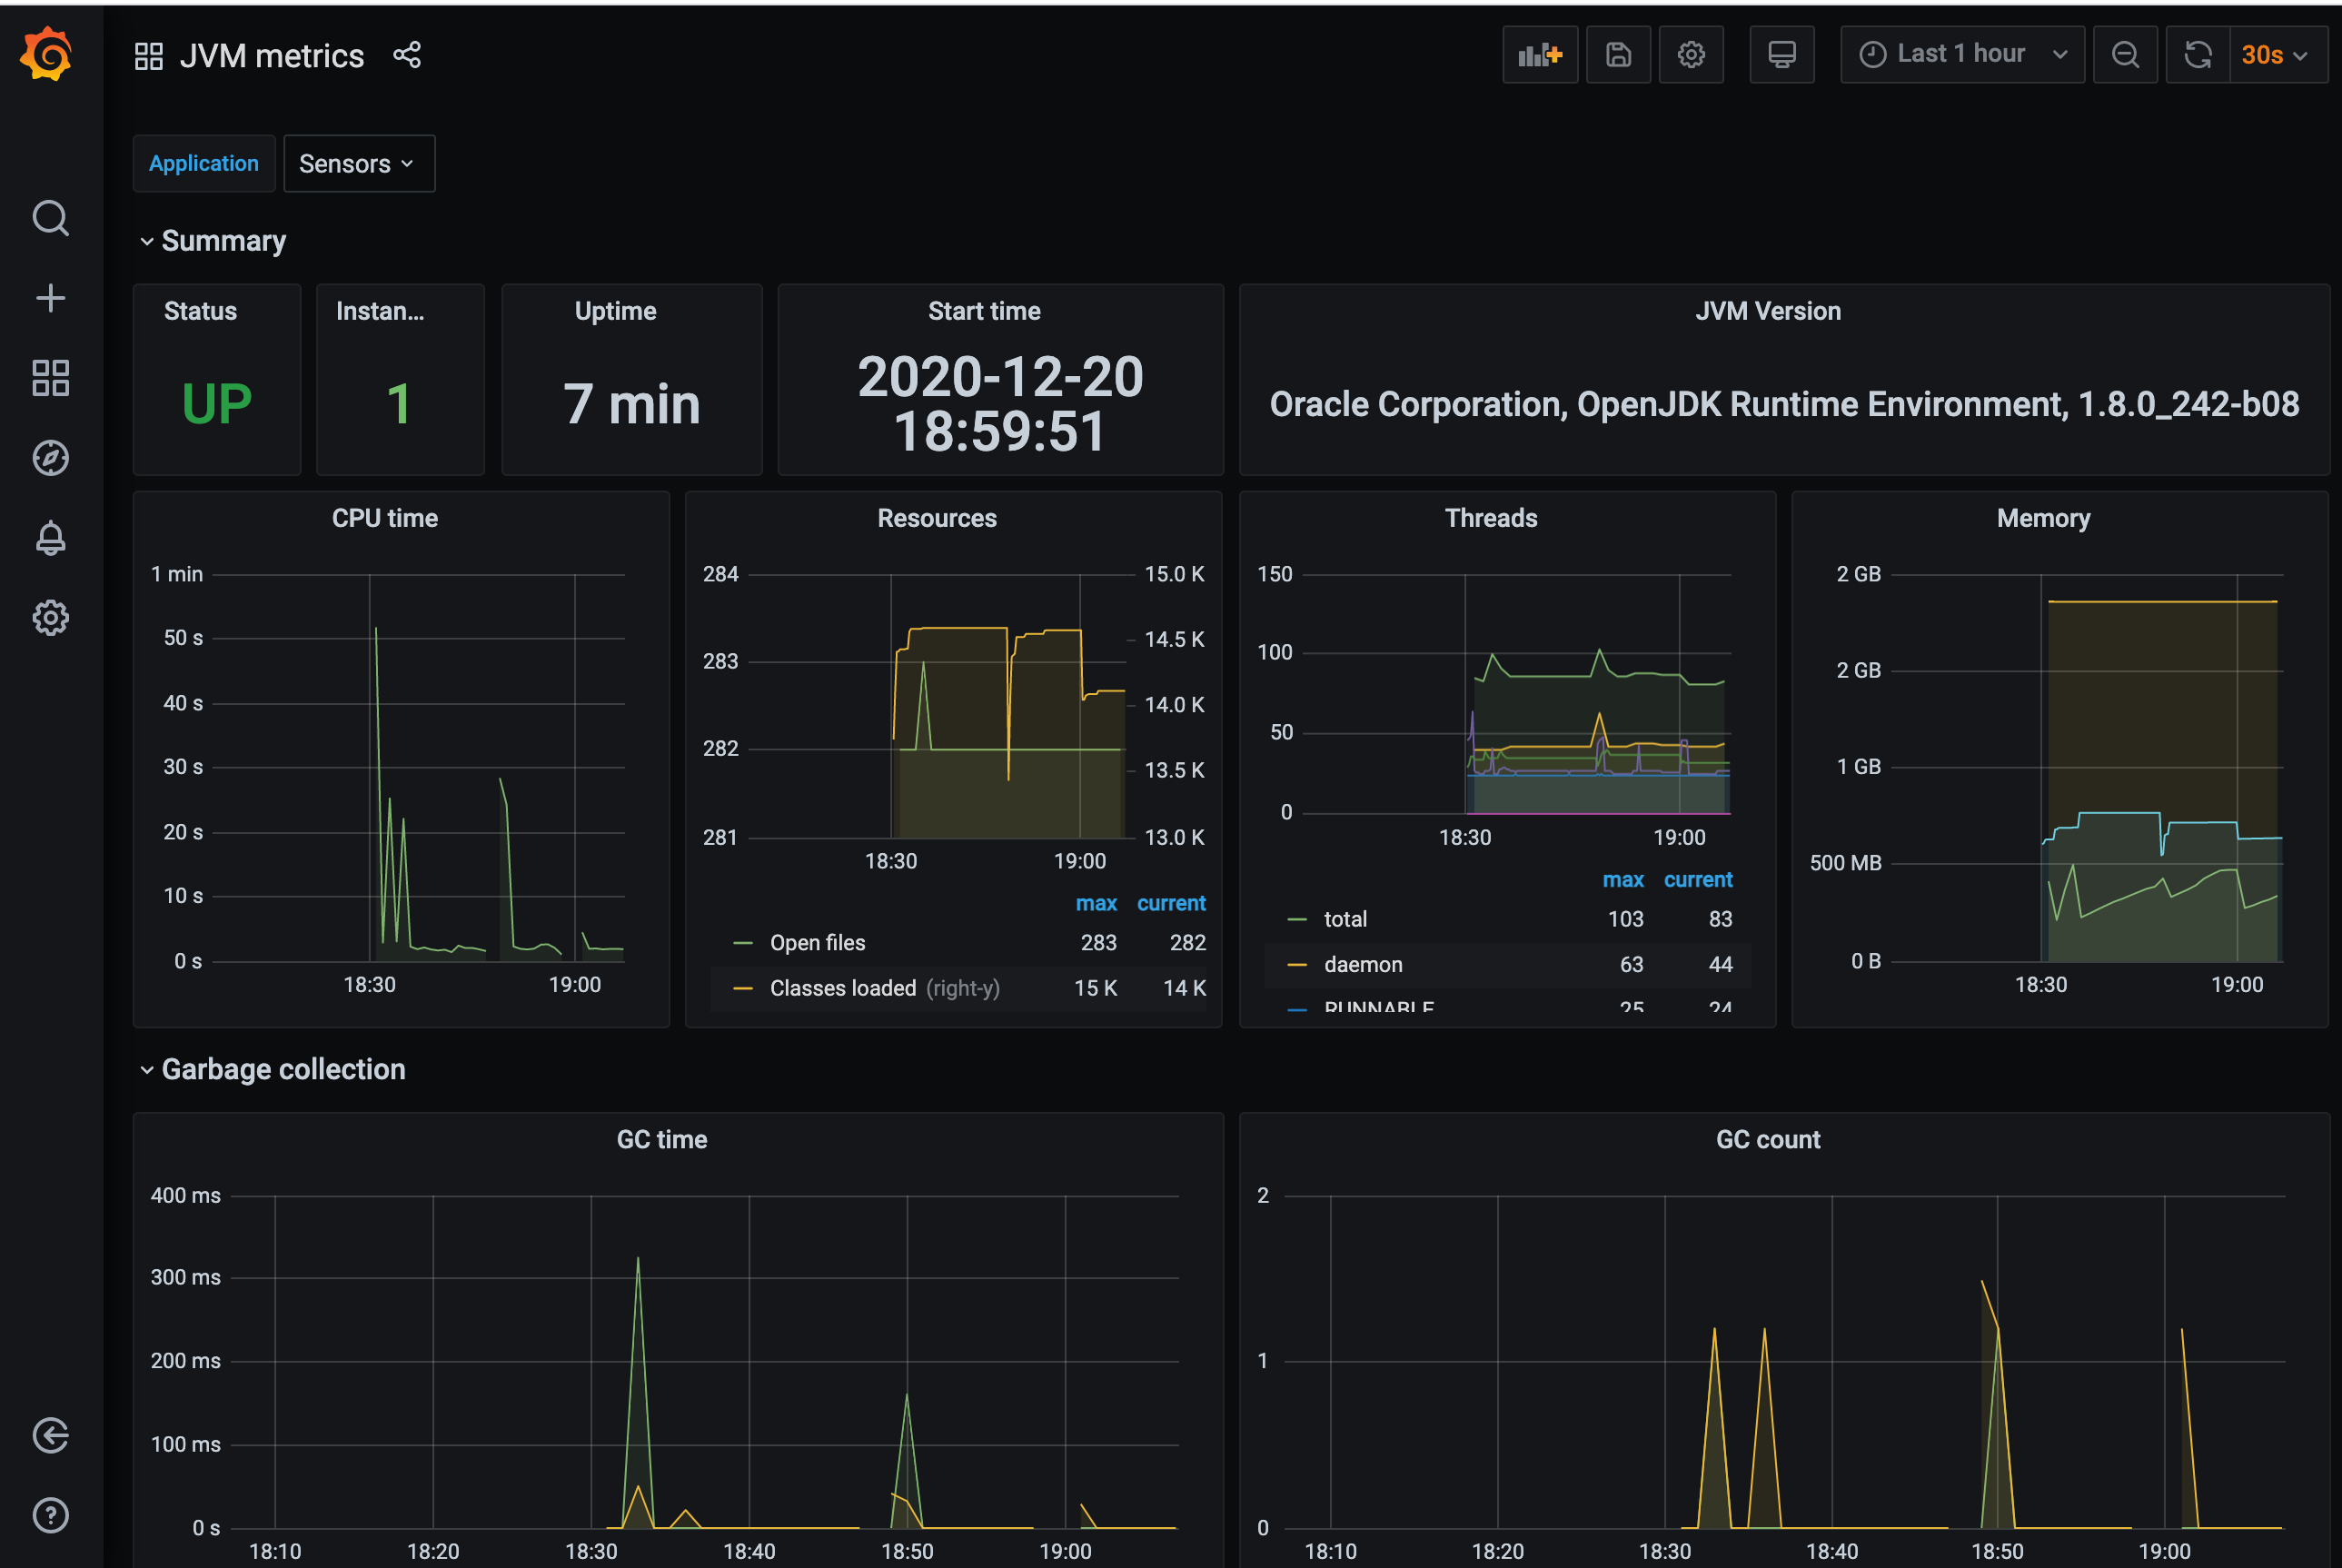 JVM metrics
Last 1 hour
30s
Application
Sensors
Summary
Status
UP
Instan...
1
Uptime
7 min
Start time
2020-12-20
18:59:51
JVM Version
Oracle Corporation, OpenJDK Runtime Environment, 1.8.0_242-b08
CPU time
1 min
50 s
40 s
30 s
20 s
10 s
0 s
18:30 19:00
Resources
284 15.0 K
14.5 K
283
14.0 K
282
13.5 K
281 13.0 K
18:30 19:00
max current
Open files 283 282
Classes loaded (right-y) 15 K 14 K
Threads
150
100
50
0
18:30 19:00
max current
total 103 83
daemon 63 44
RUNNABLE 25 24
Memory
2 GB
2 GB
1 GB
500 MB
0 B
18:30 19:00
Garbage collection
GC time
400 ms
300 ms
200 ms
100 ms
0 s
18:10 18:20 18:30 18:40 18:50 19:00
GC count
2
1
0
18:10 18:20 18:30 18:40 18:50 19:00